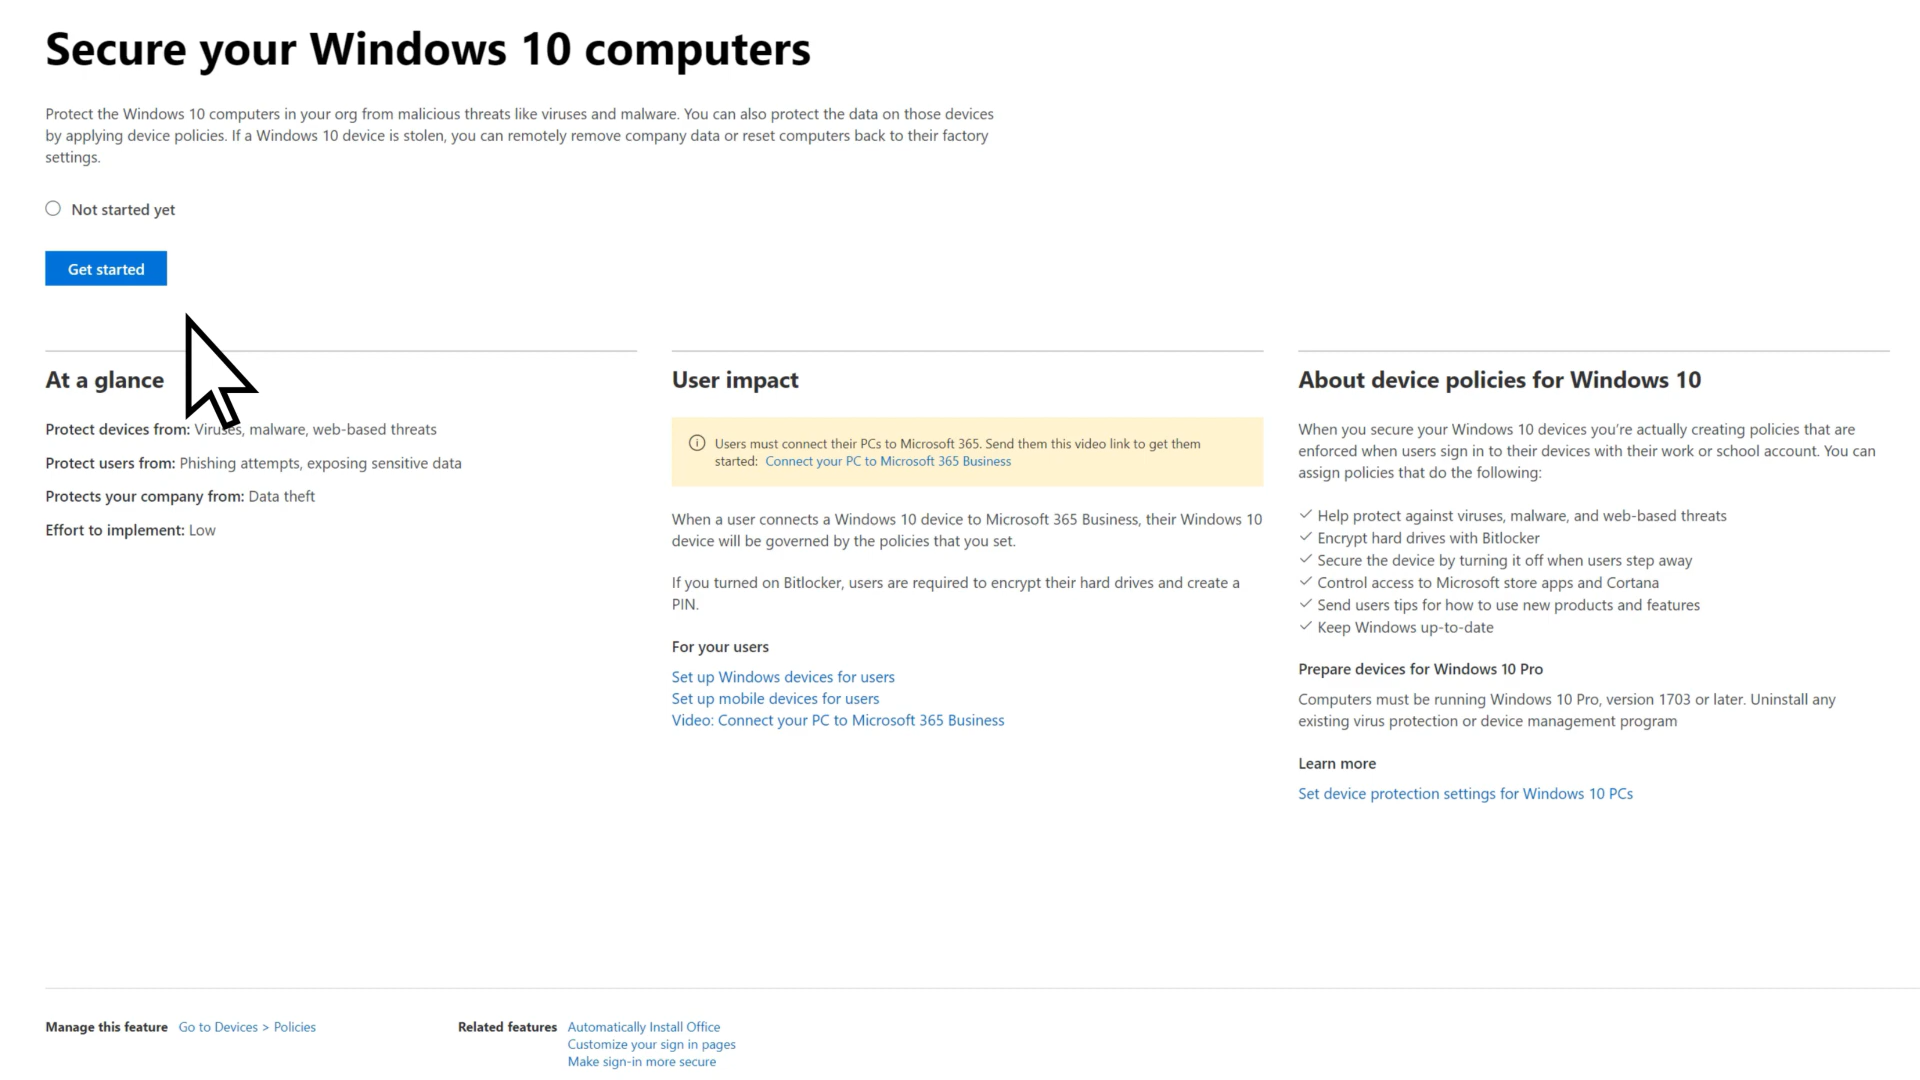 Secure your Windows 10 computers
Protect the Windows 10 computers in your org from malicious threats like viruses and malware. You can also protect the data on those devices
by applying device policies. If a Windows 10 device is stolen, you can remotely remove company data or reset computers back to their factory
settings.
Not started yet
Get started
At a glance
Protect devices from: Viruses, malware, web-based threats
Protect users from: Phishing attempts, exposing sensitive data
Protects your company from: Data theft
Effort to implement: Low
User impact
Users must connect their PCs to Microsoft 365. Send them this video link to get them
started: Connect your PC to Microsoft 365 Business
When a user connects a Windows 10 device to Microsoft 365 Business, their Windows 10
device will be governed by the policies that you set.
If you turned on Bitlocker, users are required to encrypt their hard drives and create a
PIN.
For your users
Set up Windows devices for users
Set up mobile devices for users
Video: Connect your PC to Microsoft 365 Business
About device policies for Windows 10
When you secure your Windows 10 devices you're actually creating policies that are
enforced when users sign in to their devices with their work or school account. You can
assign policies that do the following:
Help protect against viruses, malware, and web-based threats
Encrypt hard drives with Bitlocker
Secure the device by turning it off when users step away
Control access to Microsoft store apps and Cortana
Send users tips for how to use new products and features
Keep Windows up-to-date
Prepare devices for Windows 10 Pro
Computers must be running Windows 10 Pro, version 1703 or later. Uninstall any
existing virus protection or device management program
Learn more
Set device protection settings for Windows 10 PCs
Manage this feature Go to Devices > Policies
Related features Automatically Install Office
Customize your sign in pages
Make sign-in more secure